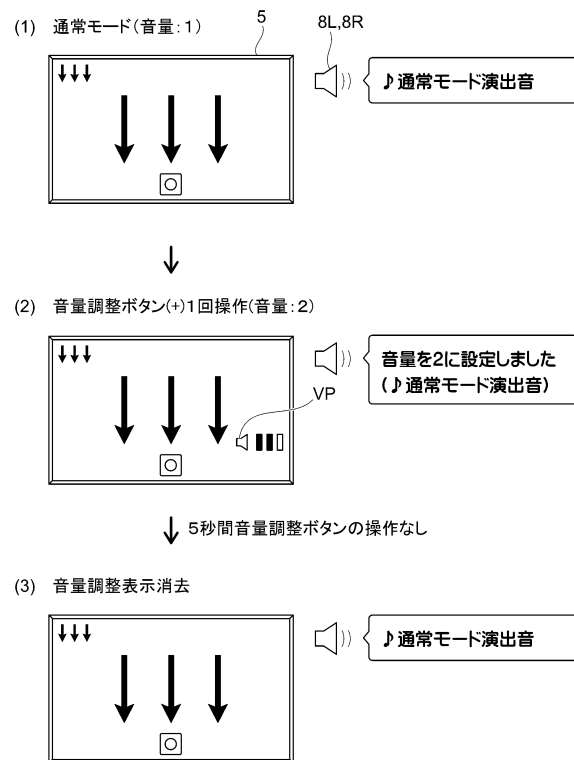 (1) 通常モード(音量:1)
5
8L,8R
♪通常モード演出音
(2) 音量調整ボタン(+)1回操作(音量:2)
音量を2に設定しました
(♪通常モード演出音)
VP
5秒間音量調整ボタンの操作なし
(3) 音量調整表示消去
♪通常モード演出音